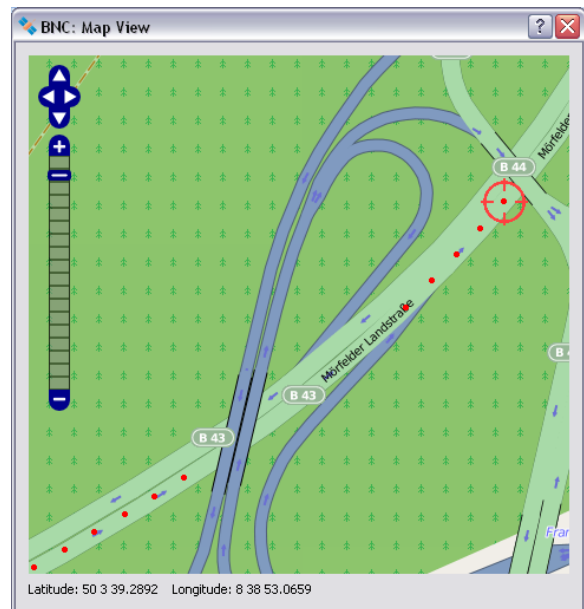 BNC: Map View
?
B 44
Mörfelder
Mörfelder Landstraße
B 43
B 43
Fran
Latitude: 50 3 39.2892 Longitude: 8 38 53.0659